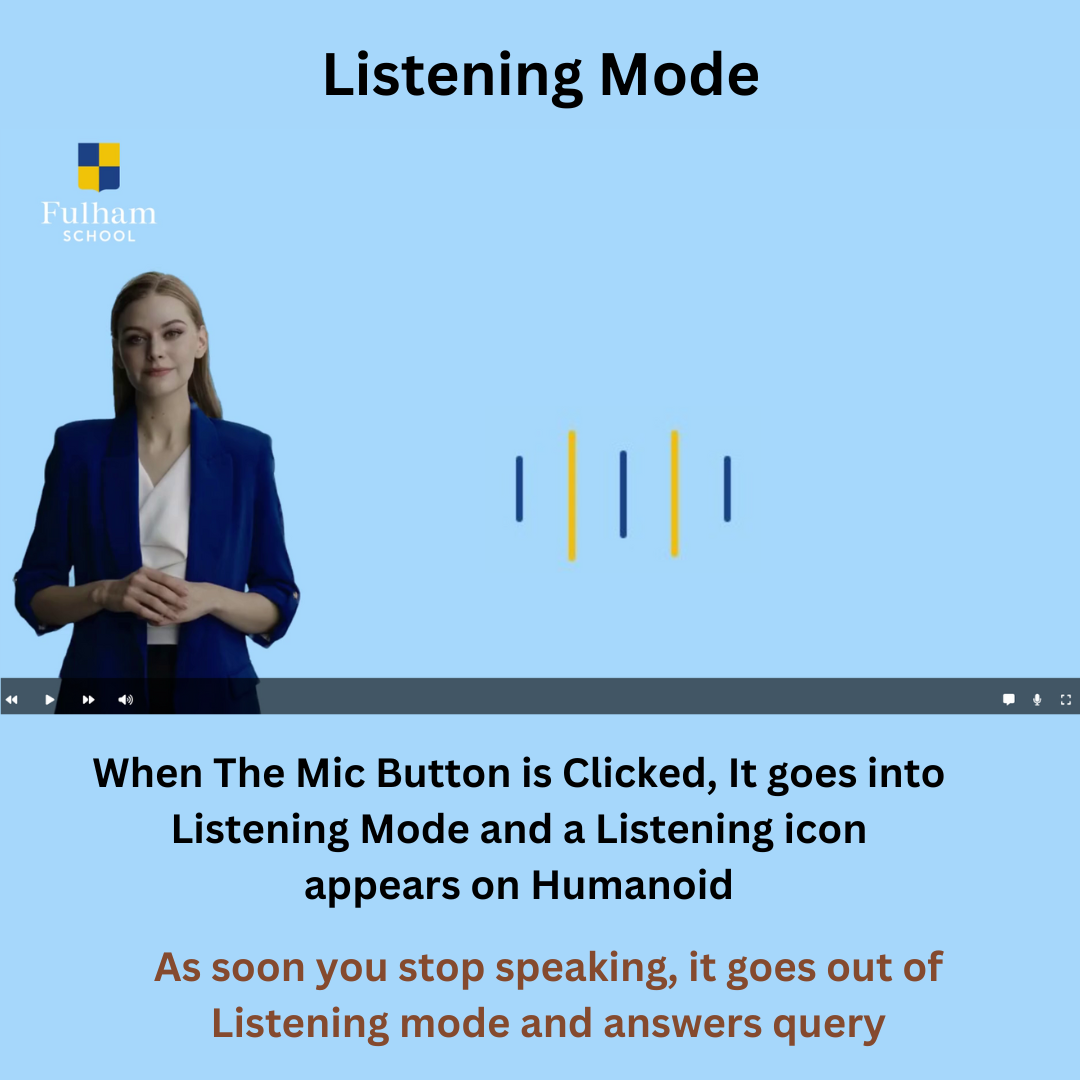 Listening Mode
Fulham
SCHOOL
When The Mic Button is Clicked, It goes into
Listening Mode and a Listening icon
appears on Humanoid
As soon you stop speaking, it goes out of
Listening mode and answers query